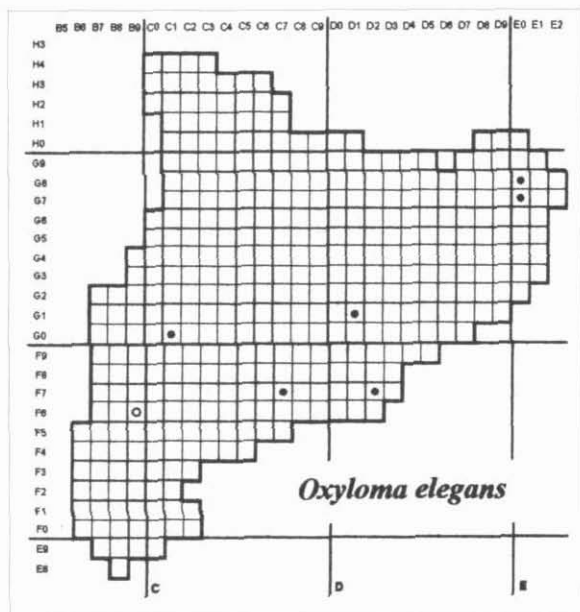 B5 B6 B7 B8 B9 C0 C1 C2 C3 C4 C5 C6 C7 C8 C9 D0 D1 D2 D3 D4 D5 D6 D7 D8 D9 E0 E1 E2
H3
H4
H3
H2
H1
H0
G9
G8
G7
G6
G5
G4
G3
G2
G1
G0
F9
F8
F7
F6
F5
F4
F3
F2
F1
F0
E9
E8
Oxyloma elegans
C D E